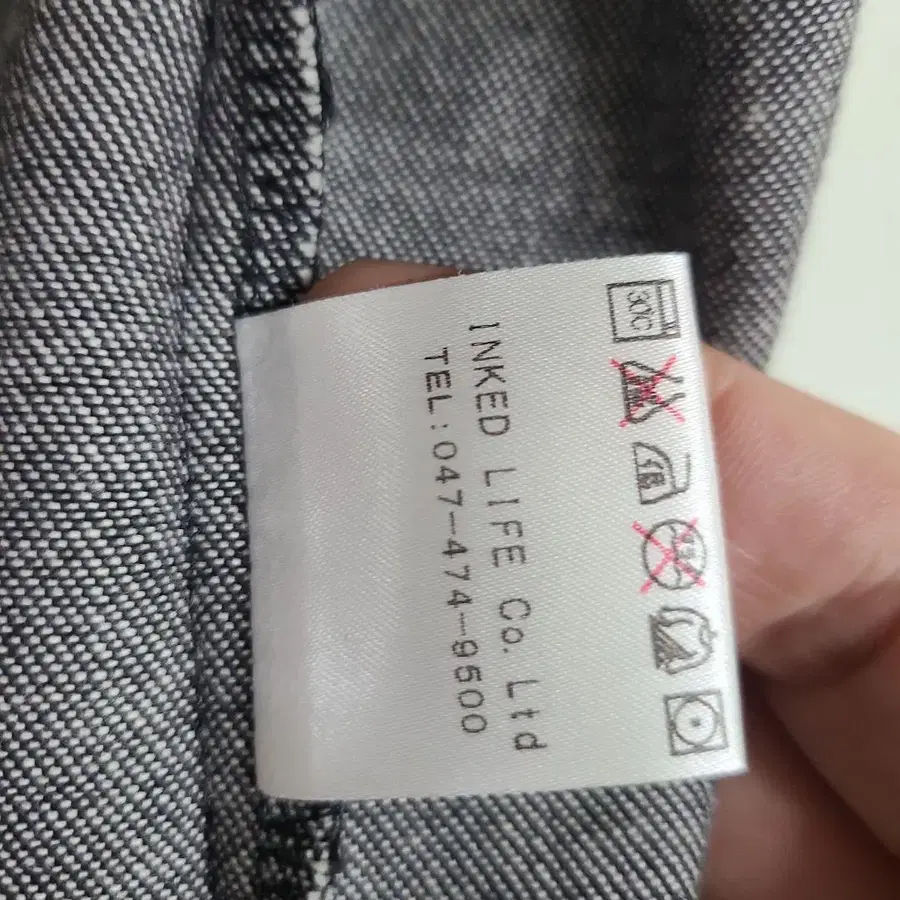 30℃
INKED LIFE Co. Ltd
TEL:047-474-9500